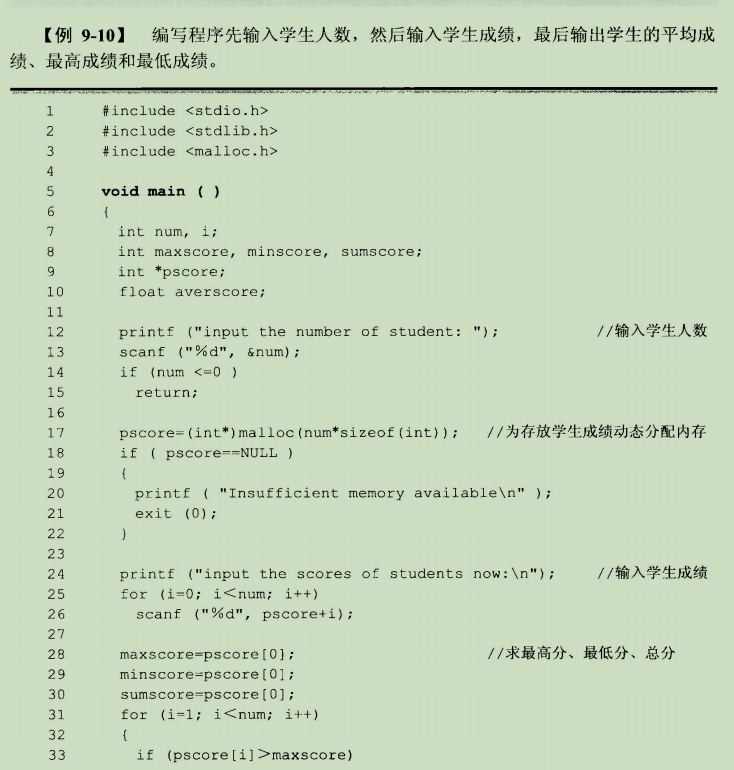 【例 9-10】 编写程序先输入学生人数，然后输入学生成绩，最后输出学生的平均成
绩、最高成绩和最低成绩。
1 #include <stdio.h>
2 #include <stdlib.h>
3 #include <malloc.h>
4
5 void main ( )
6 {
7 int num, i;
8 int maxscore, minscore, sumscore;
9 int *pscore;
10 float averscore;
11
12 printf ("input the number of student: "); //输入学生人数
13 scanf ("%d", &num);
14 if (num <=0 )
15 return;
16
17 pscore=(int*)malloc(num*sizeof(int)); //为存放学生成绩动态分配内存
18 if ( pscore==NULL )
19 {
20 printf ( "Insufficient memory available\n" );
21 exit (0);
22 }
23
24 printf ("input the scores of students now:\n"); //输入学生成绩
25 for (i=0; i<num; i++)
26 scanf ("%d", pscore+i);
27
28 maxscore=pscore[0]; //求最高分、最低分、总分
29 minscore=pscore[0];
30 sumscore=pscore[0];
31 for (i=1; i<num; i++)
32 {
33 if (pscore[i]>maxscore)